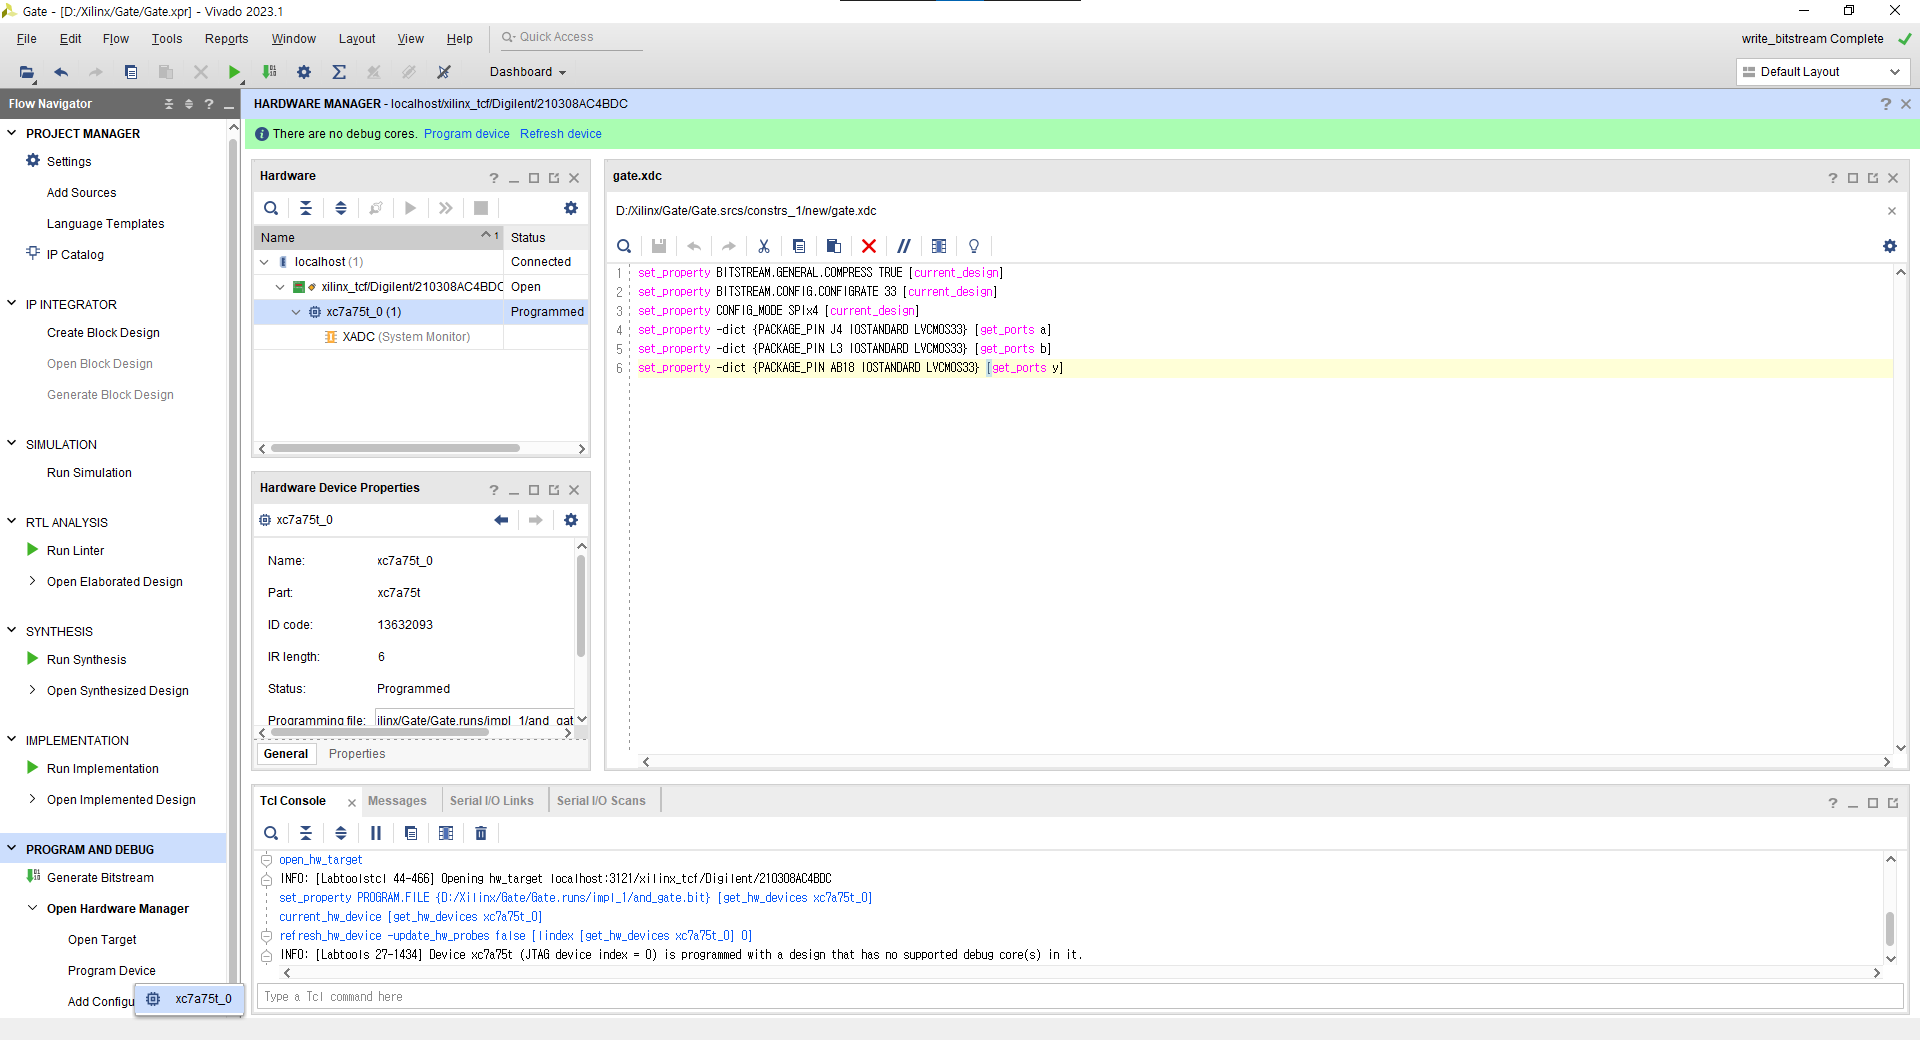 Gate - [D:/Xilinx/Gate/Gate.xpr] - Vivado 2023.1
File Edit Flow Tools Reports Window Layout View Help Quick Access
write_bitstream Complete
Dashboard
Default Layout
Flow Navigator
PROJECT MANAGER
Settings
Add Sources
Language Templates
IP Catalog
IP INTEGRATOR
Create Block Design
Open Block Design
Generate Block Design
SIMULATION
Run Simulation
RTL ANALYSIS
Run Linter
Open Elaborated Design
SYNTHESIS
Run Synthesis
Open Synthesized Design
IMPLEMENTATION
Run Implementation
Open Implemented Design
PROGRAM AND DEBUG
Generate Bitstream
Open Hardware Manager
Open Target
Program Device
Add Configu
xc7a75t_0
HARDWARE MANAGER - localhost/xilinx_tcf/Digilent/210308AC4BDC
There are no debug cores. Program device Refresh device
Hardware
Name 1 Status
localhost (1) Connected
xilinx_tcf/Digilent/210308AC4BDC Open
xc7a75t_0 (1) Programmed
XADC (System Monitor)
Hardware Device Properties
xc7a75t_0
Name: xc7a75t_0
Part: xc7a75t
ID code: 13632093
IR length: 6
Status: Programmed
Programming file: ilinx/Gate/Gate.runs/impl_1/and_gat
General Properties
gate.xdc
D:/Xilinx/Gate/Gate.srcs/constrs_1/new/gate.xdc
1 set_property BITSTREAM.GENERAL.COMPRESS TRUE [current_design]
2 set_property BITSTREAM.CONFIG.CONFIGRATE 33 [current_design]
3 set_property CONFIG_MODE SPIx4 [current_design]
4 set_property -dict {PACKAGE_PIN J4 IOSTANDARD LVCMOS33} [get_ports a]
5 set_property -dict {PACKAGE_PIN L3 IOSTANDARD LVCMOS33} [get_ports b]
6 set_property -dict {PACKAGE_PIN AB18 IOSTANDARD LVCMOS33} [get_ports y]
Tcl Console Messages Serial I/O Links Serial I/O Scans
open_hw_target
INFO: [Labtoolstcl 44-466] Opening hw_target localhost:3121/xilinx_tcf/Digilent/210308AC4BDC
set_property PROGRAM.FILE {D:/Xilinx/Gate/Gate.runs/impl_1/and_gate.bit} [get_hw_devices xc7a75t_0]
current_hw_device [get_hw_devices xc7a75t_0]
refresh_hw_device -update_hw_probes false [lindex [get_hw_devices xc7a75t_0] 0]
INFO: [Labtools 27-1434] Device xc7a75t (JTAG device index = 0) is programmed with a design that has no supported debug core(s) in it.
Type a Tcl command here